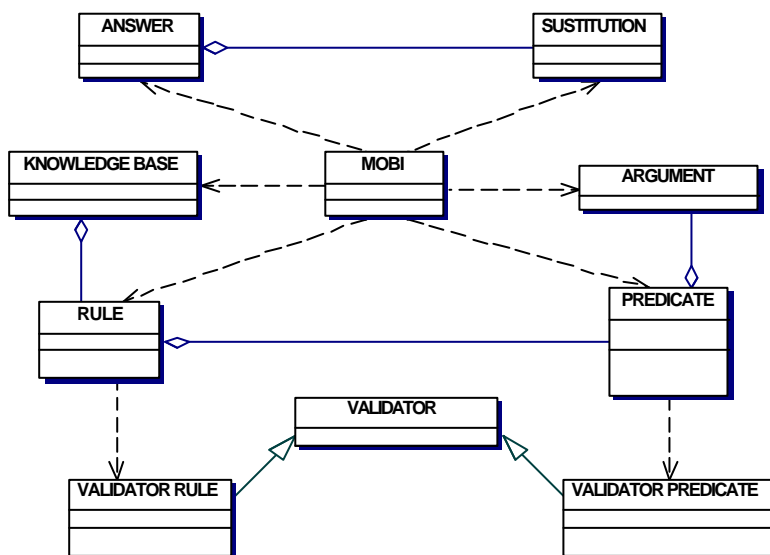 ANSWER
SUSTITUTION
KNOWLEDGE BASE
MOBI
ARGUMENT
RULE
PREDICATE
VALIDATOR
VALIDATOR RULE
VALIDATOR PREDICATE